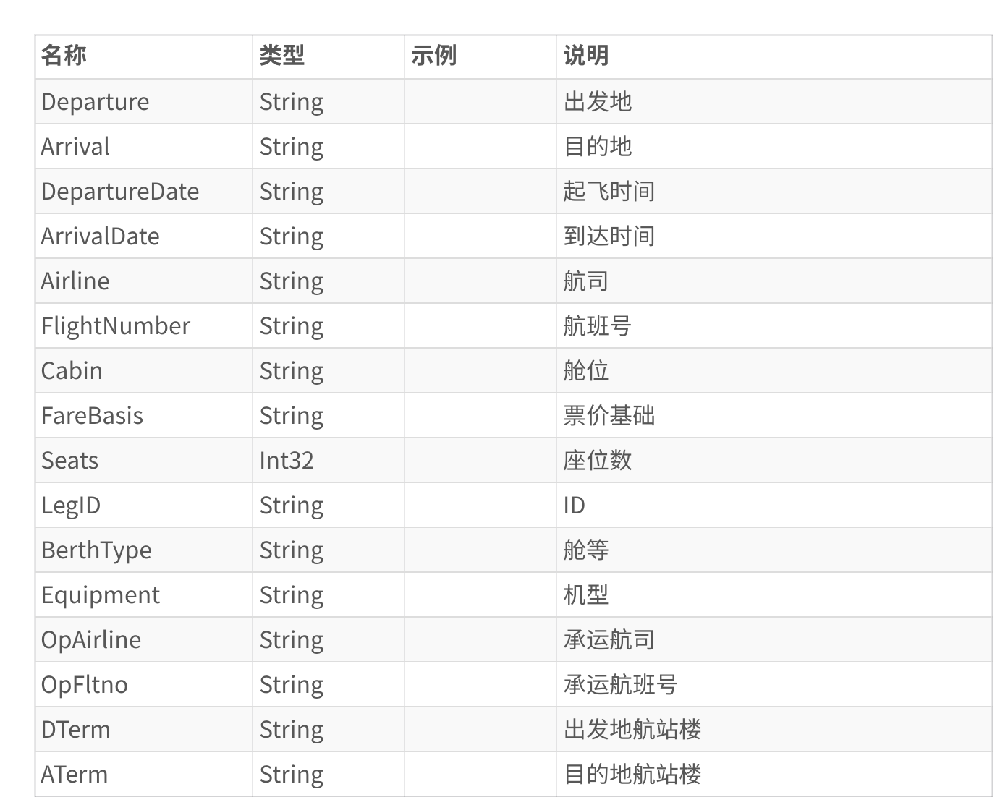 名称 类型 示例 说明
Departure String 出发地
Arrival String 目的地
DepartureDate String 起飞时间
ArrivalDate String 到达时间
Airline String 航司
FlightNumber String 航班号
Cabin String 舱位
FareBasis String 票价基础
Seats Int32 座位数
LegID String ID
BerthType String 舱等
Equipment String 机型
OpAirline String 承运航司
OpFltno String 承运航班号
DTerm String 出发地航站楼
ATerm String 目的地航站楼